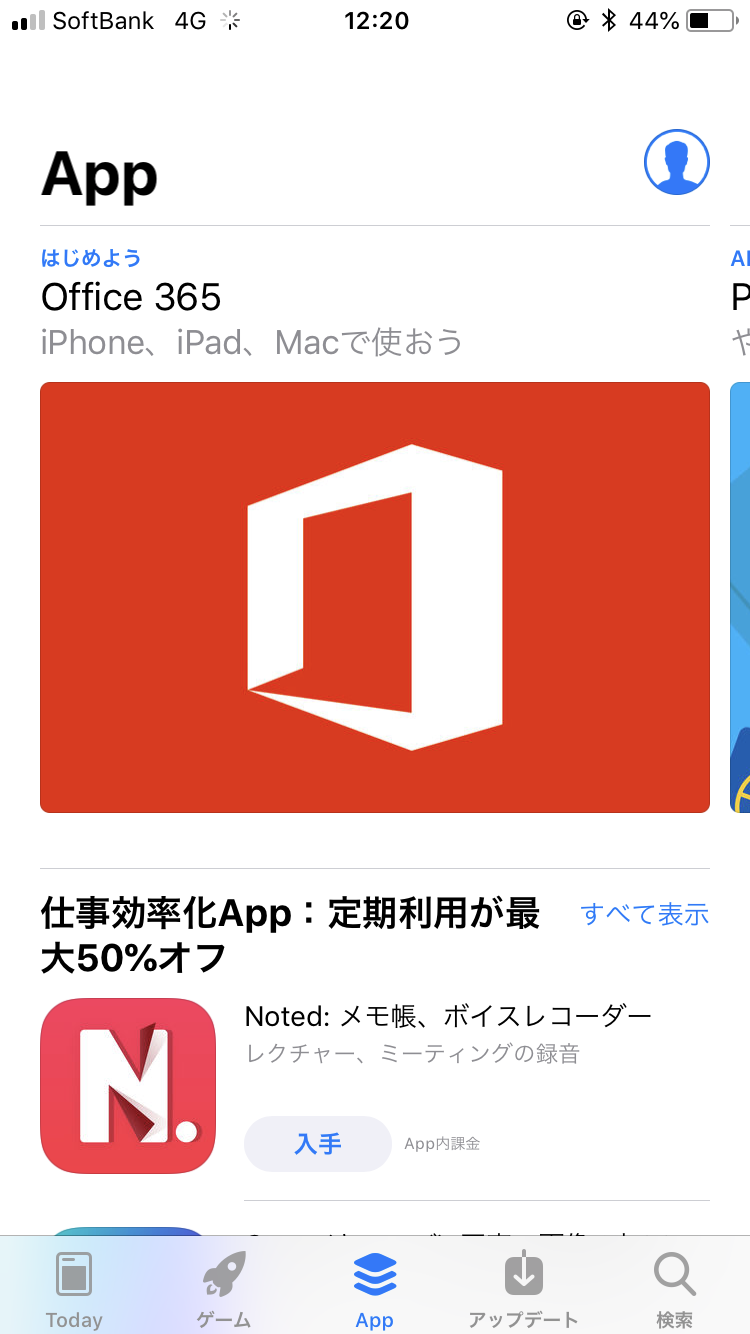 SoftBank 4G 12:20 44%
App
はじめよう
Office 365
iPhone、iPad、Macで使おう
仕事効率化App：定期利用が最
大50%オフ
すべて表示
Noted: メモ帳、ボイスレコーダー
レクチャー、ミーティングの録音
入手 App内課金
Today ゲーム App アップデート 検索